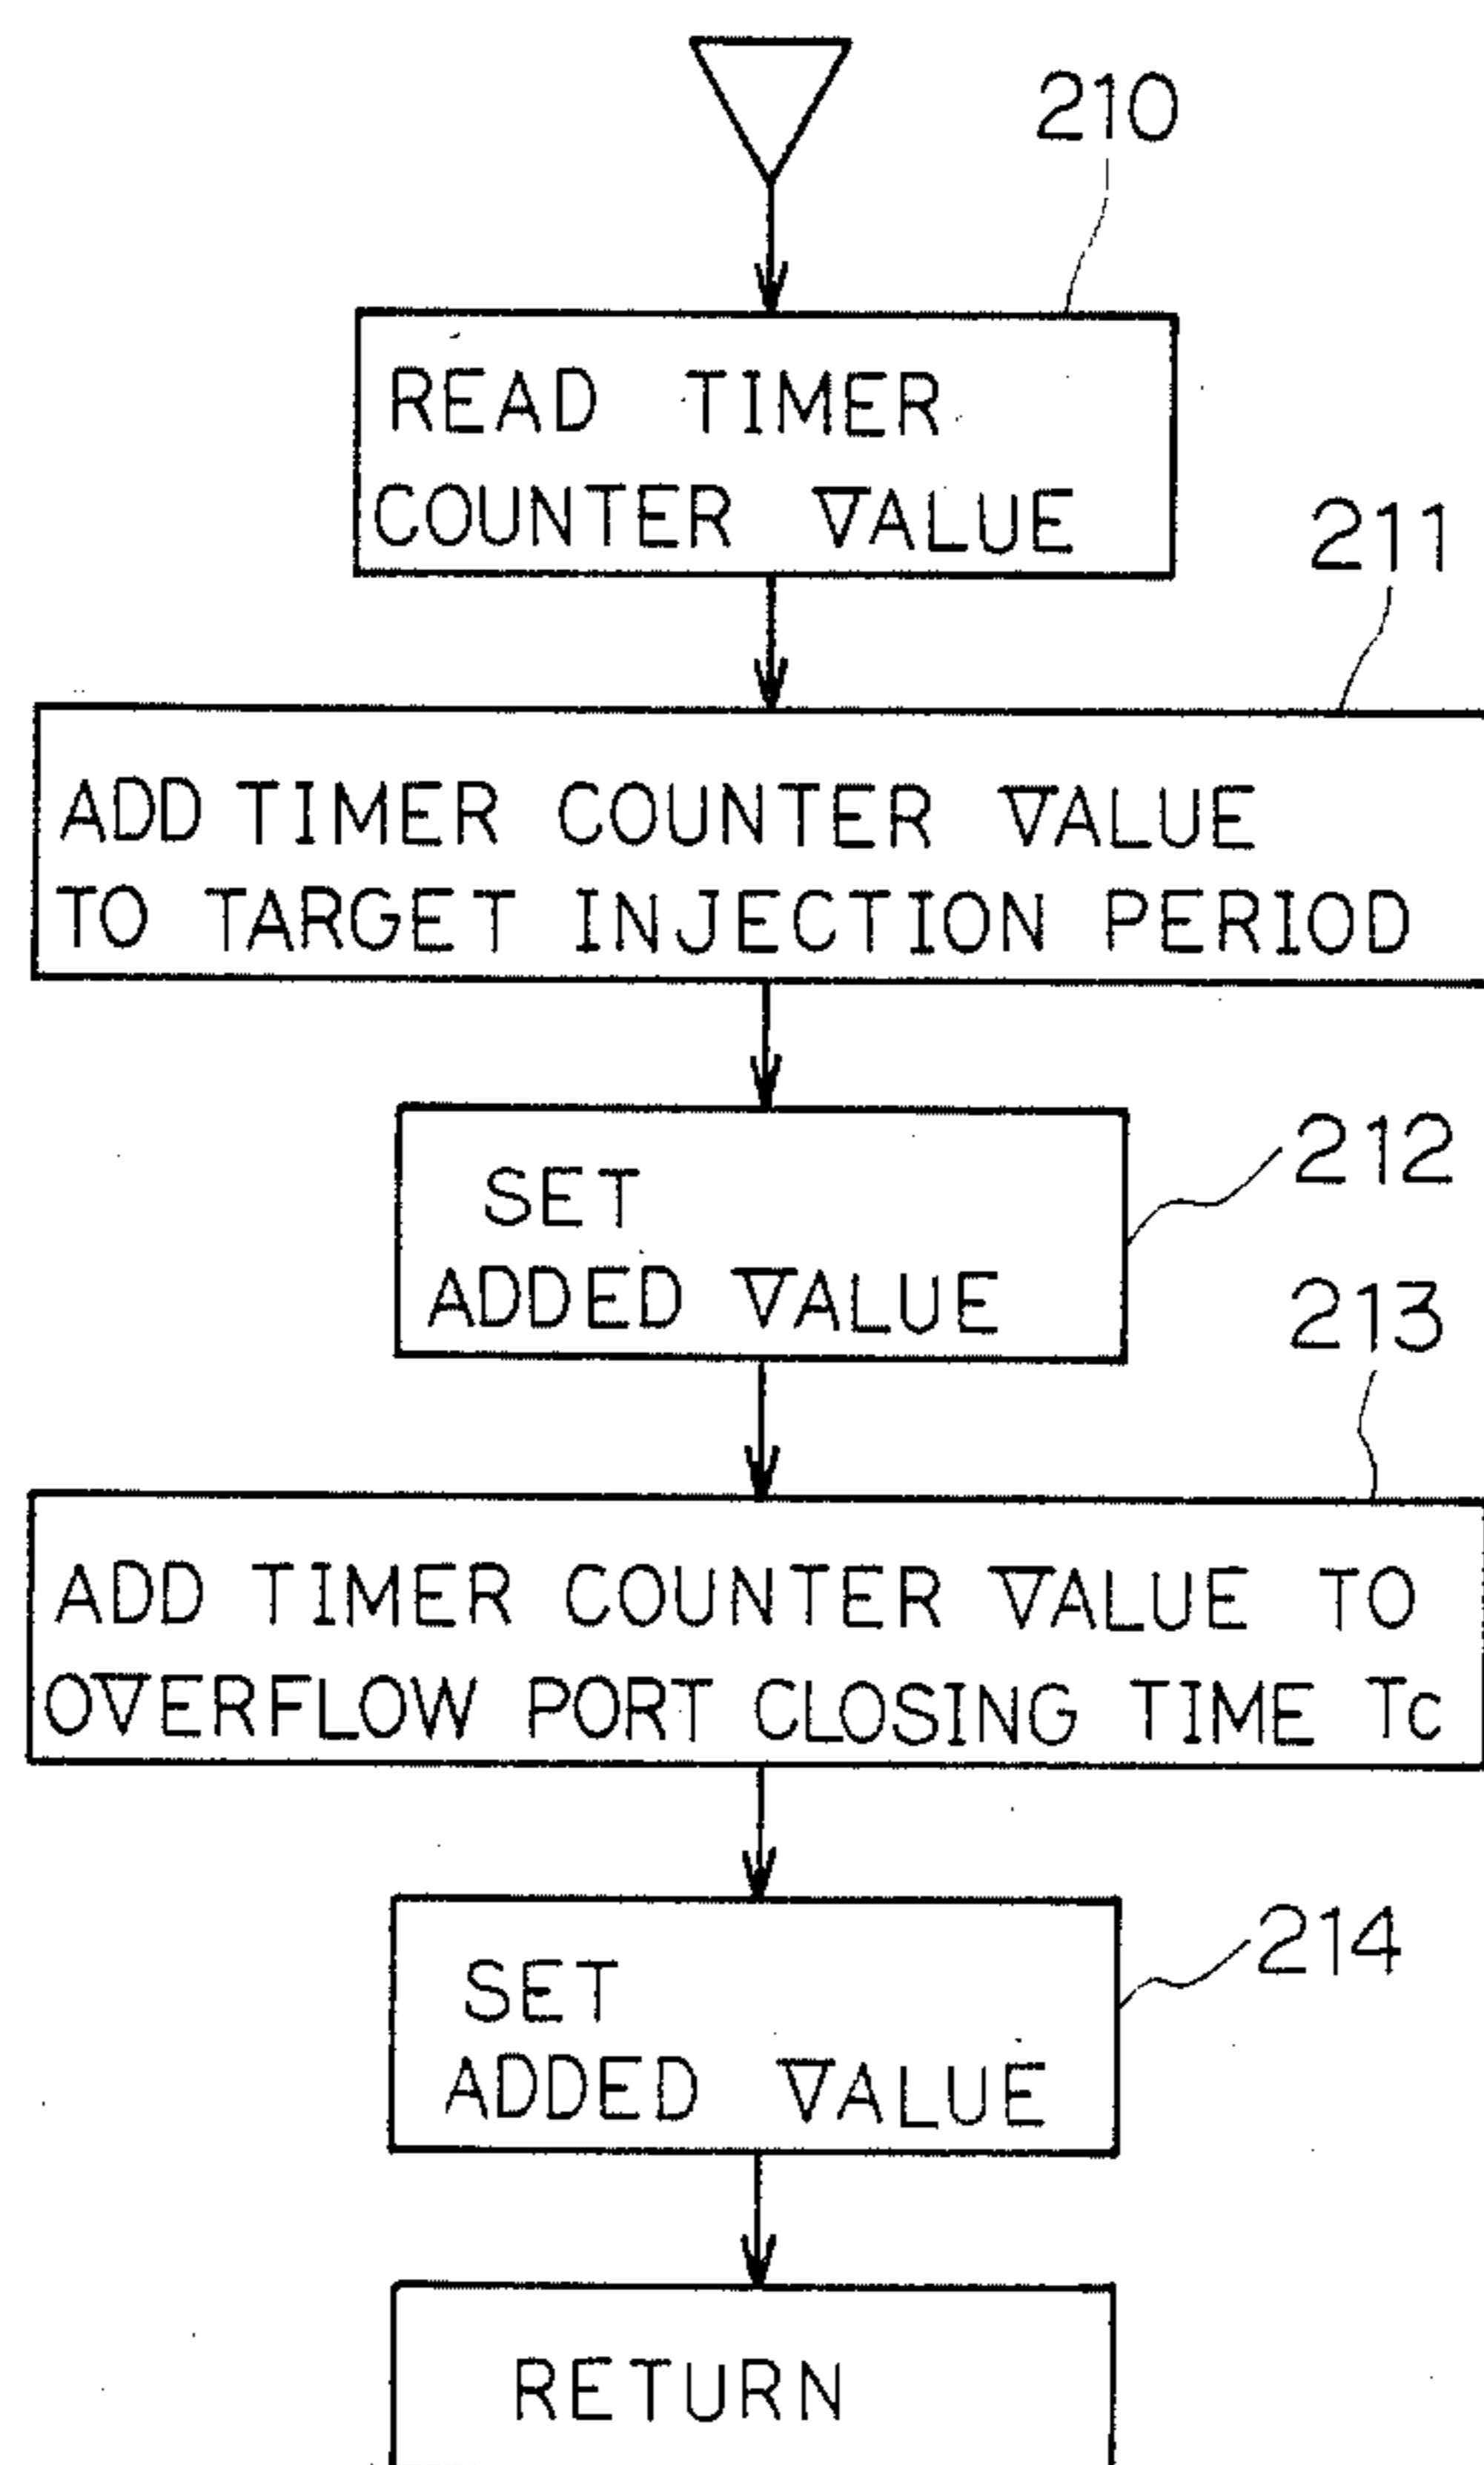 210
READ TIMER
COUNTER VALUE
211
ADD TIMER COUNTER VALUE
TO TARGET INJECTION PERIOD
212
SET
ADDED VALUE
213
ADD TIMER COUNTER VALUE TO
OVERFLOW PORT CLOSING TIME Tc
214
SET
ADDED VALUE
RETURN